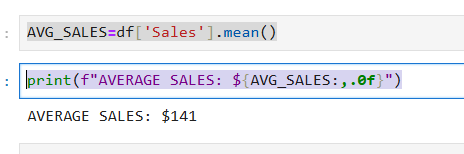 AVG_SALES=df['Sales'].mean()
print(f"AVERAGE SALES: ${AVG_SALES:,.0f}")
AVERAGE SALES: $141